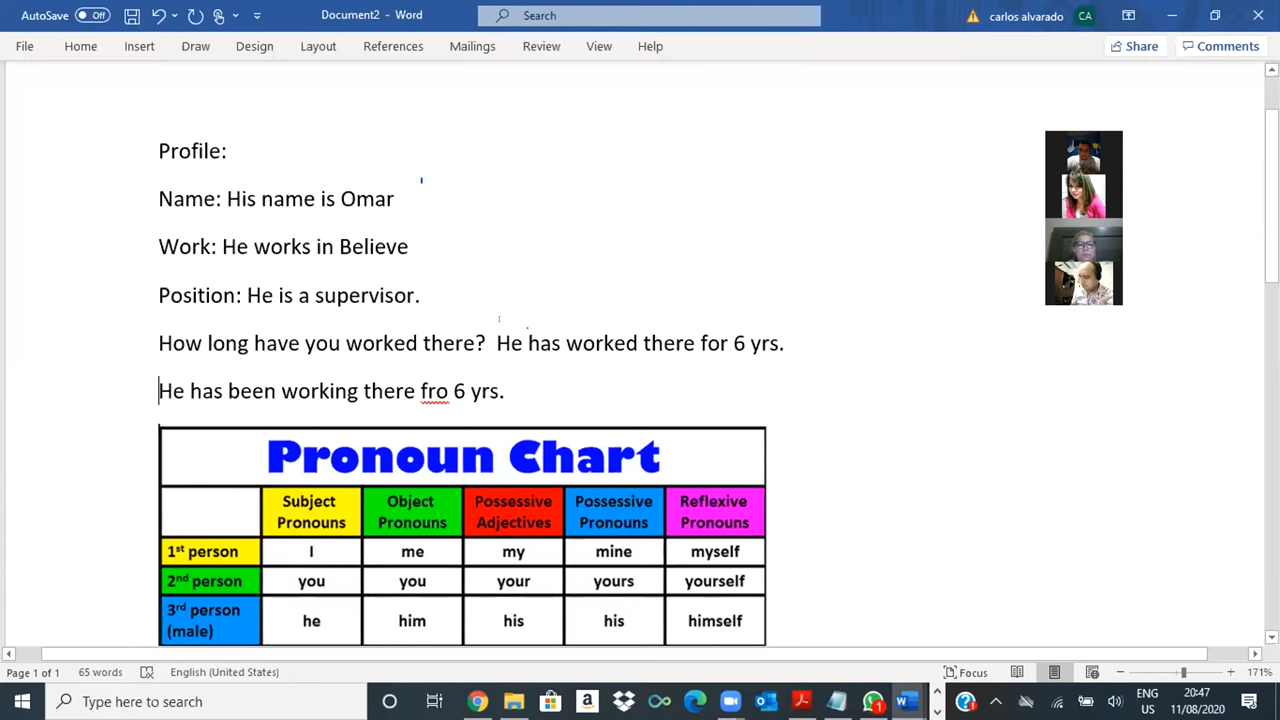 AutoSave Off Document2 - Word Search carlos alvarado CA
File Home Insert Draw Design Layout References Mailings Review View Help Share Comments
Profile:
Name: His name is Omar
Work: He works in Believe
Position: He is a supervisor.
How long have you worked there? He has worked there for 6 yrs.
He has been working there fro 6 yrs.
Pronoun Chart
Subject Pronouns Object Pronouns Possessive Adjectives Possessive Pronouns Reflexive Pronouns
1st person I me my mine myself
2nd person you you your yours yourself
3rd person (male) he him his his himself
Page 1 of 1 65 words English (United States) Focus 171%
Type here to search ENG US 20:47 11/08/2020